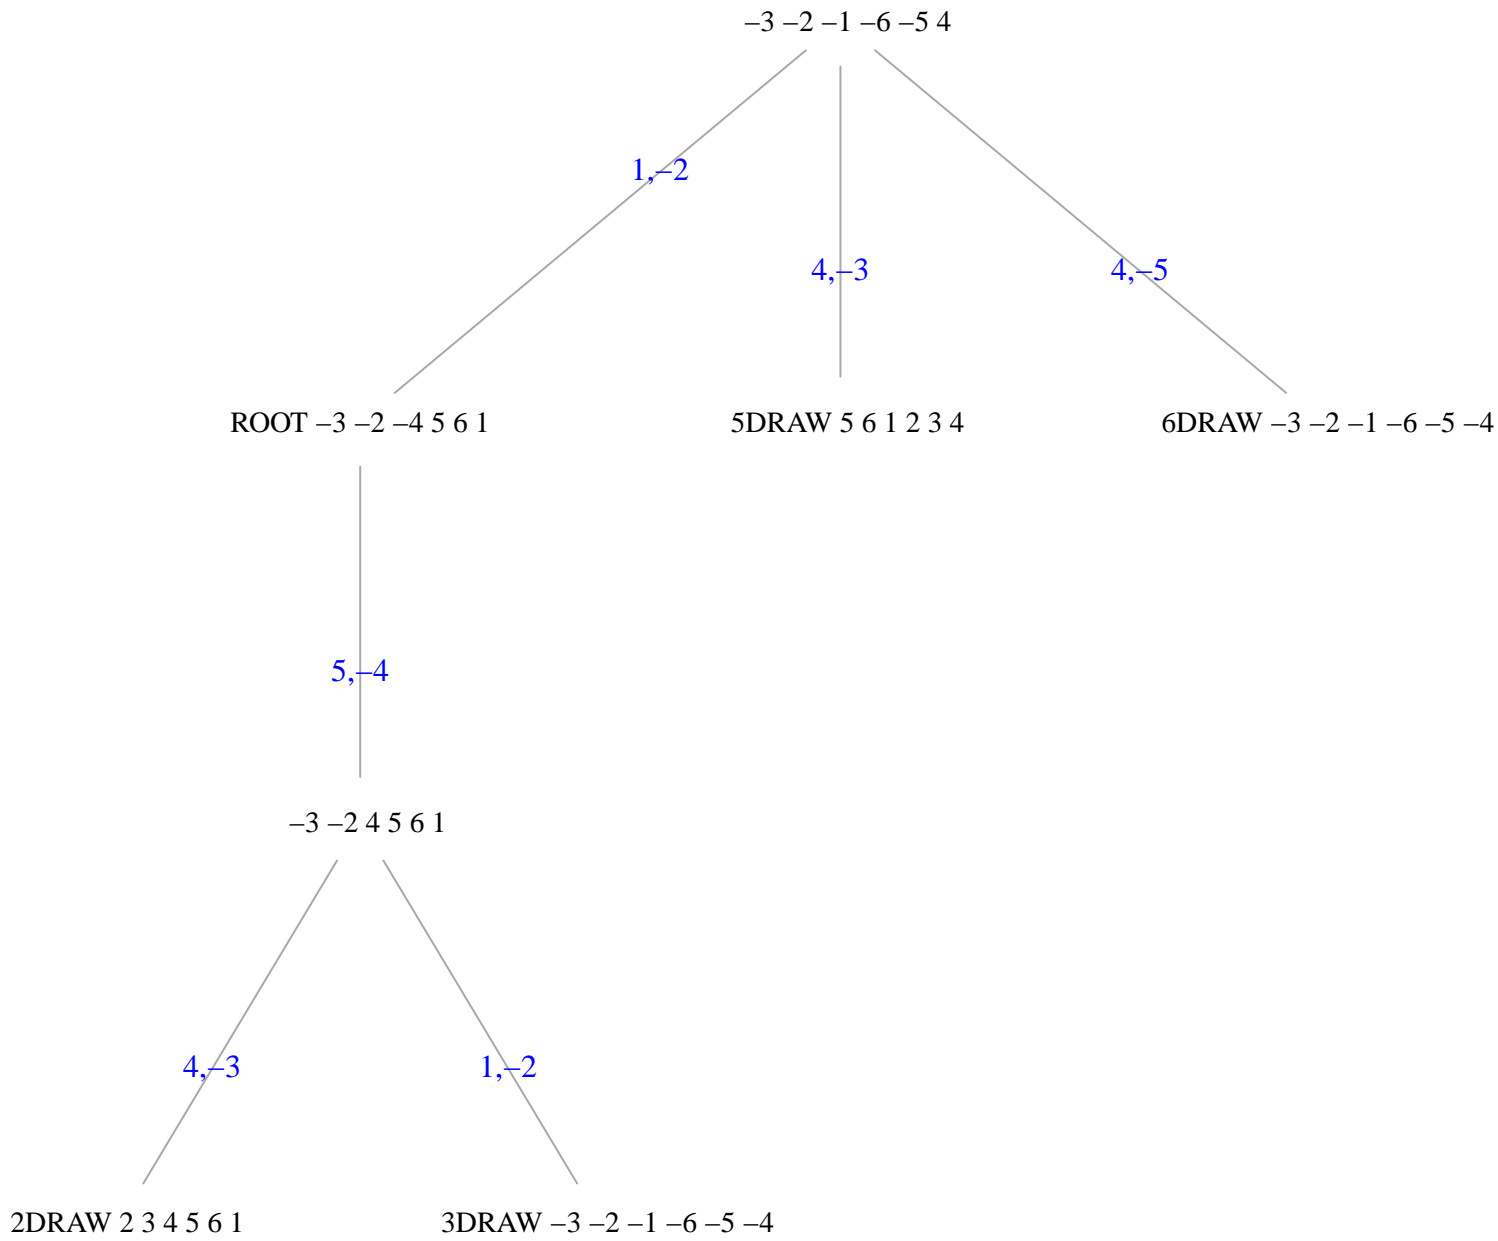 –3 –2 –1 –6 –5 4
1,–2
4,–3
4,–5
ROOT –3 –2 –4 5 6 1
5DRAW 5 6 1 2 3 4
6DRAW –3 –2 –1 –6 –5 –4
5,–4
–3 –2 4 5 6 1
4,–3
1,–2
2DRAW 2 3 4 5 6 1
3DRAW –3 –2 –1 –6 –5 –4